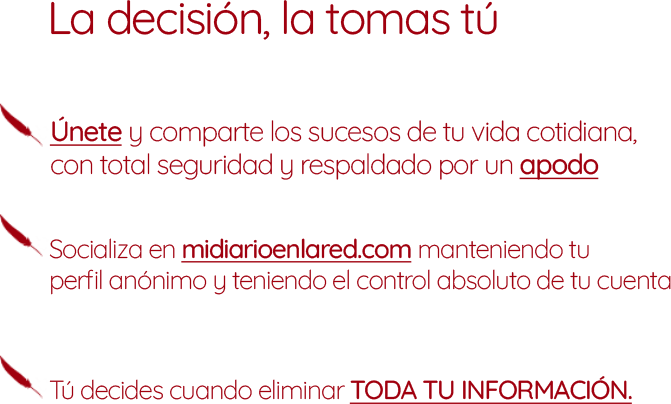 La decisión, la tomas tú
Únete y comparte los sucesos de tu vida cotidiana,
con total seguridad y respaldado por un apodo
Socializa en midiarioenlared.com manteniendo tu
perfil anónimo y teniendo el control absoluto de tu cuenta
Tú decides cuando eliminar TODA TU INFORMACIÓN.